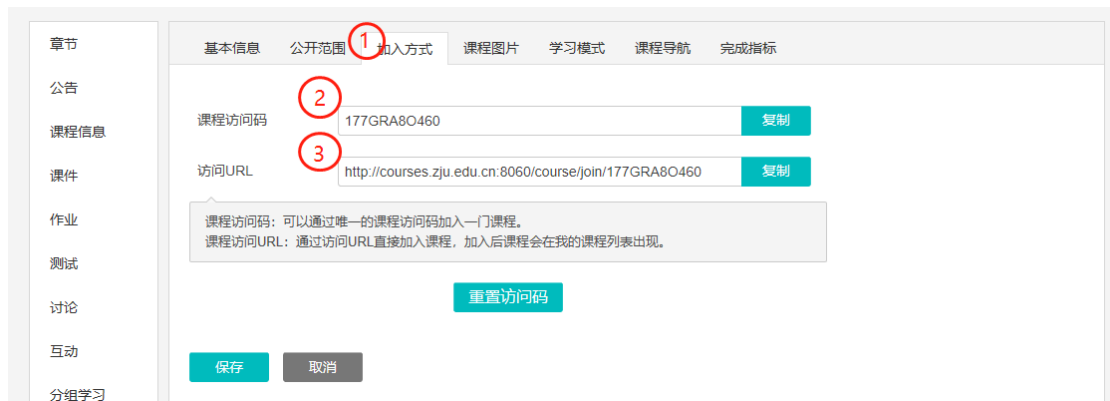 章节
公告
课程信息
课件
作业
测试
讨论
互动
分组学习
基本信息 公开范围 1 加入方式 课程图片 学习模式 课程导航 完成指标
2
课程访问码 177GRA8O460 复制
3
访问URL http://courses.zju.edu.cn:8060/course/join/177GRA8O460 复制
课程访问码：可以通过唯一的课程访问码加入一门课程。
课程访问URL：通过访问URL直接加入课程，加入后课程会在我的课程列表出现。
重置访问码
保存 取消